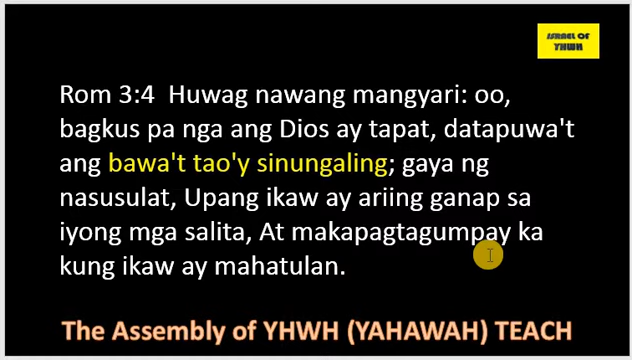 ISRAEL OF
YHWH
Rom 3:4  Huwag nawang mangyari: oo,
bagkus pa nga ang Dios ay tapat, datapuwa't
ang bawa't tao'y sinungaling; gaya ng
nasusulat, Upang ikaw ay ariing ganap sa
iyong mga salita, At makapagtagumpay ka
kung ikaw ay mahatulan.
The Assembly of YHWH (YAHAWAH) TEACH